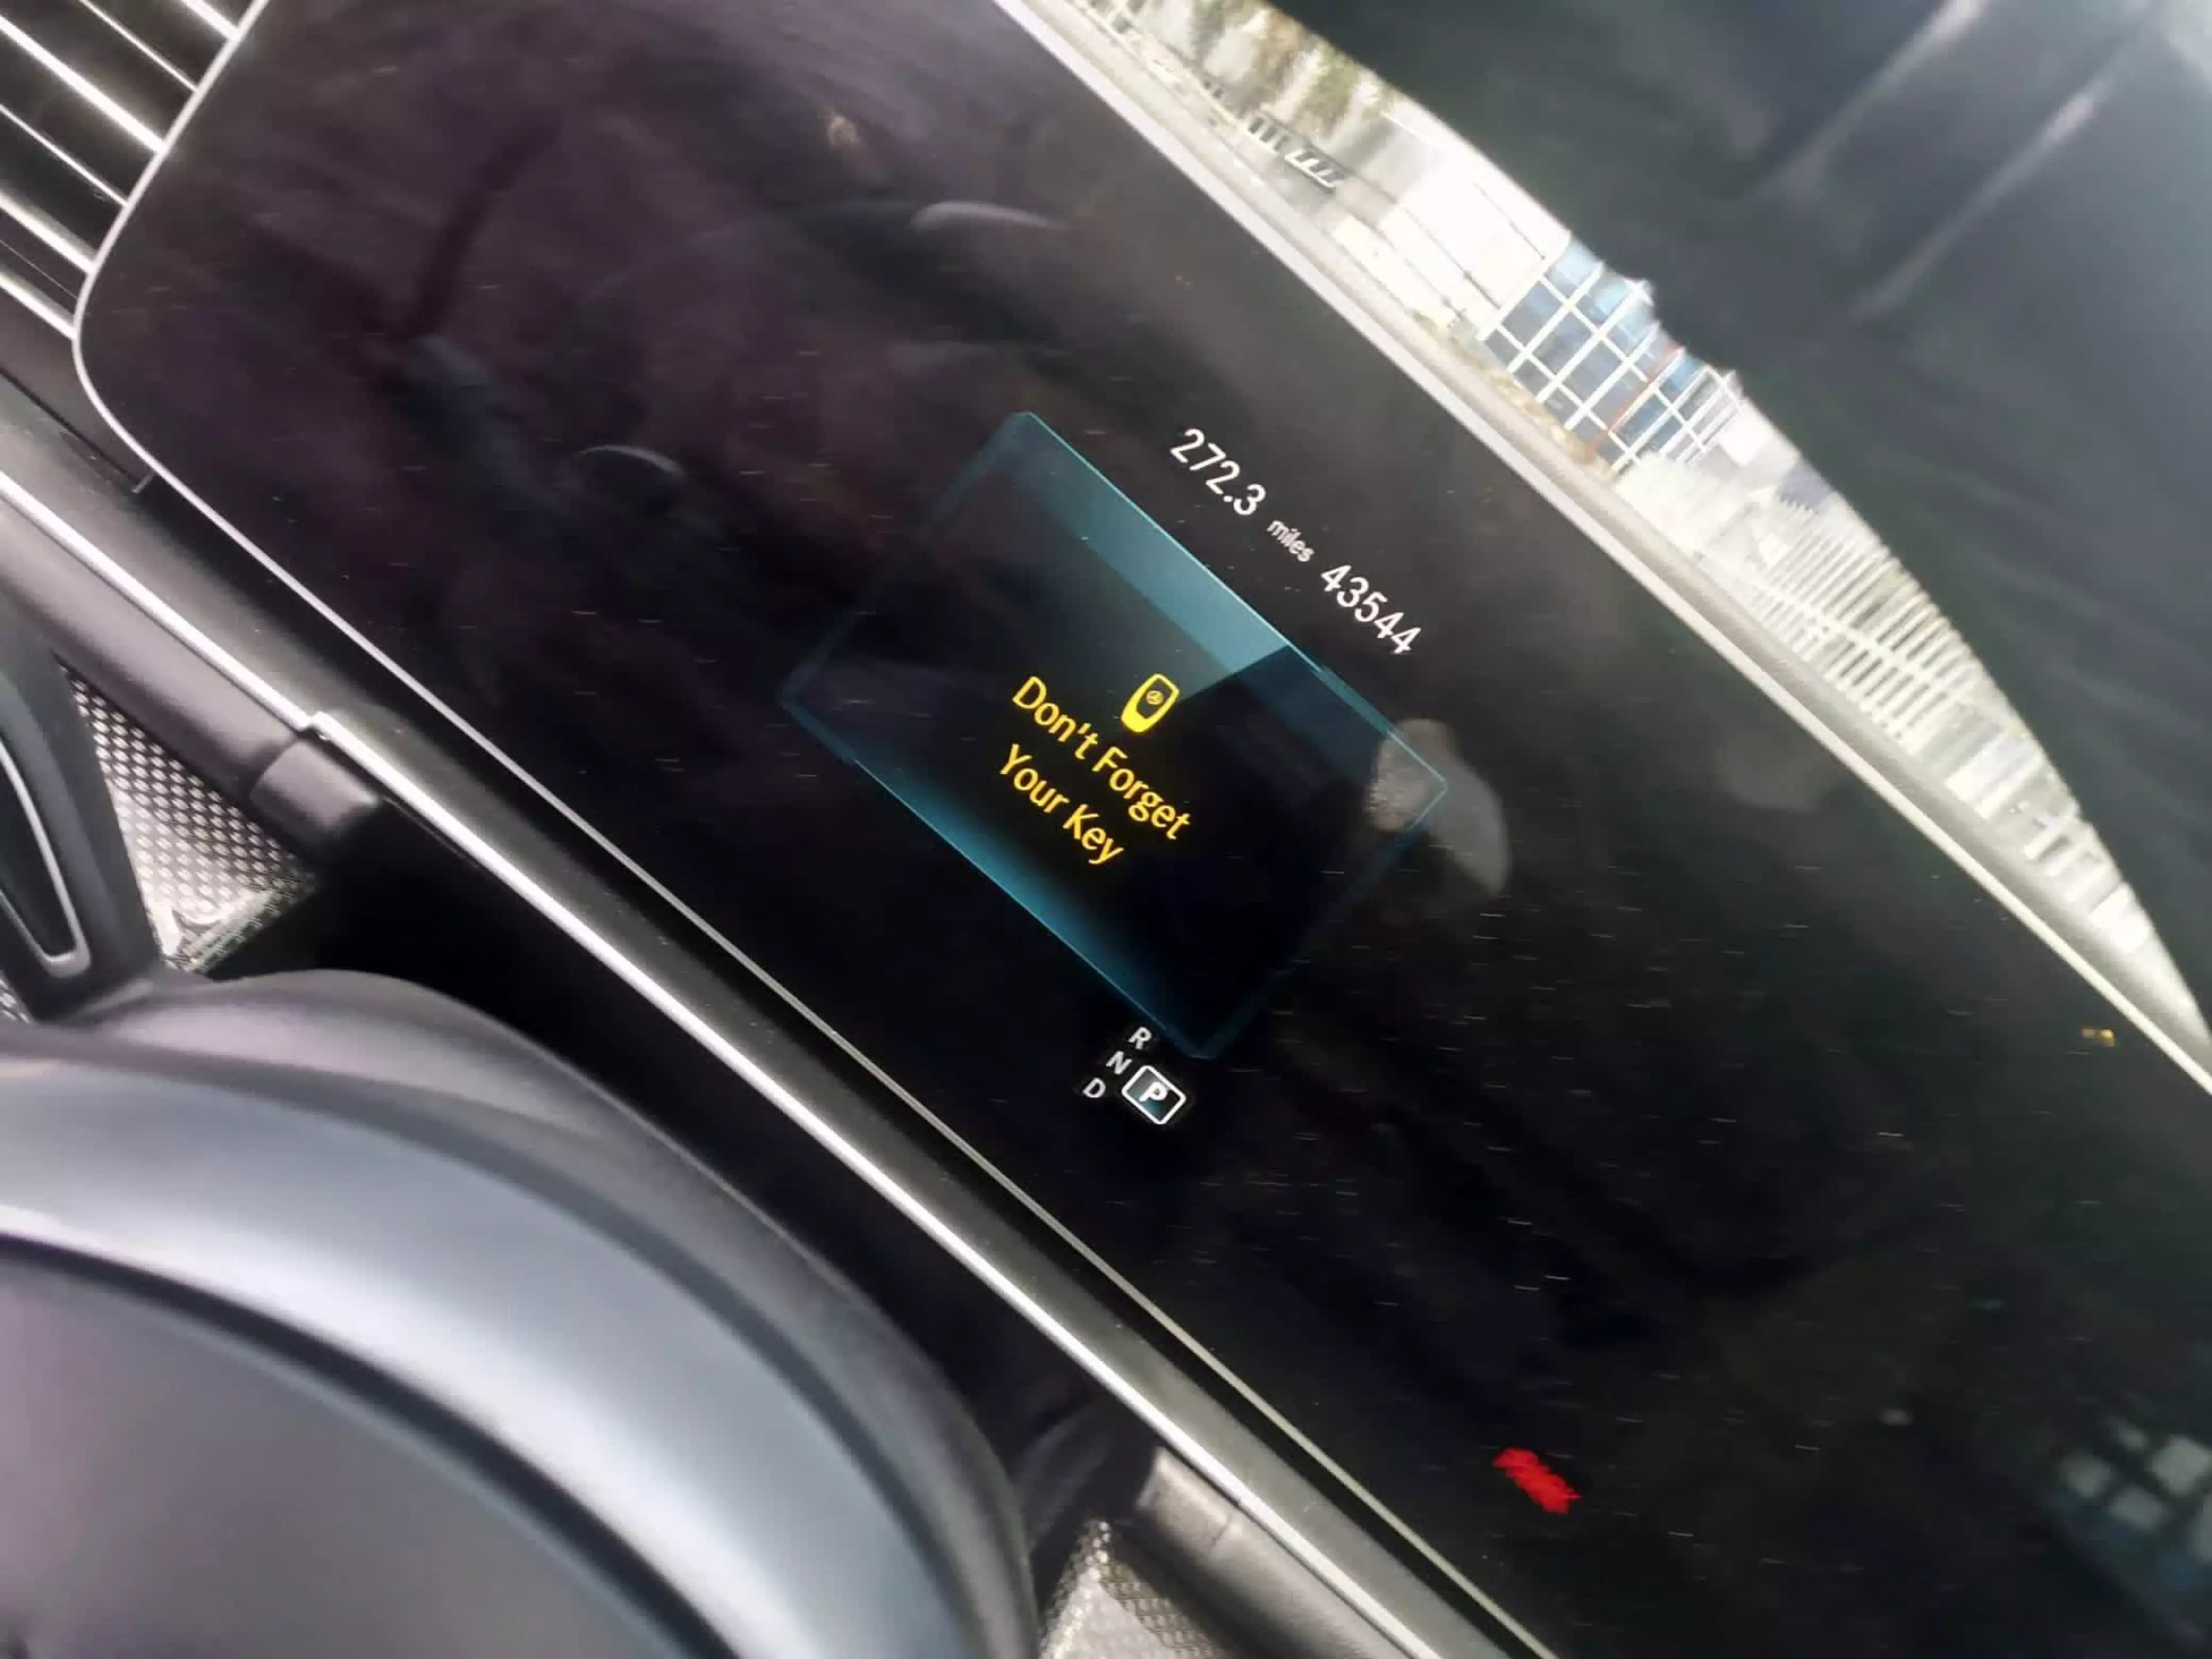 272.3 miles 43544
Don't Forget
Your Key
R
N P
D